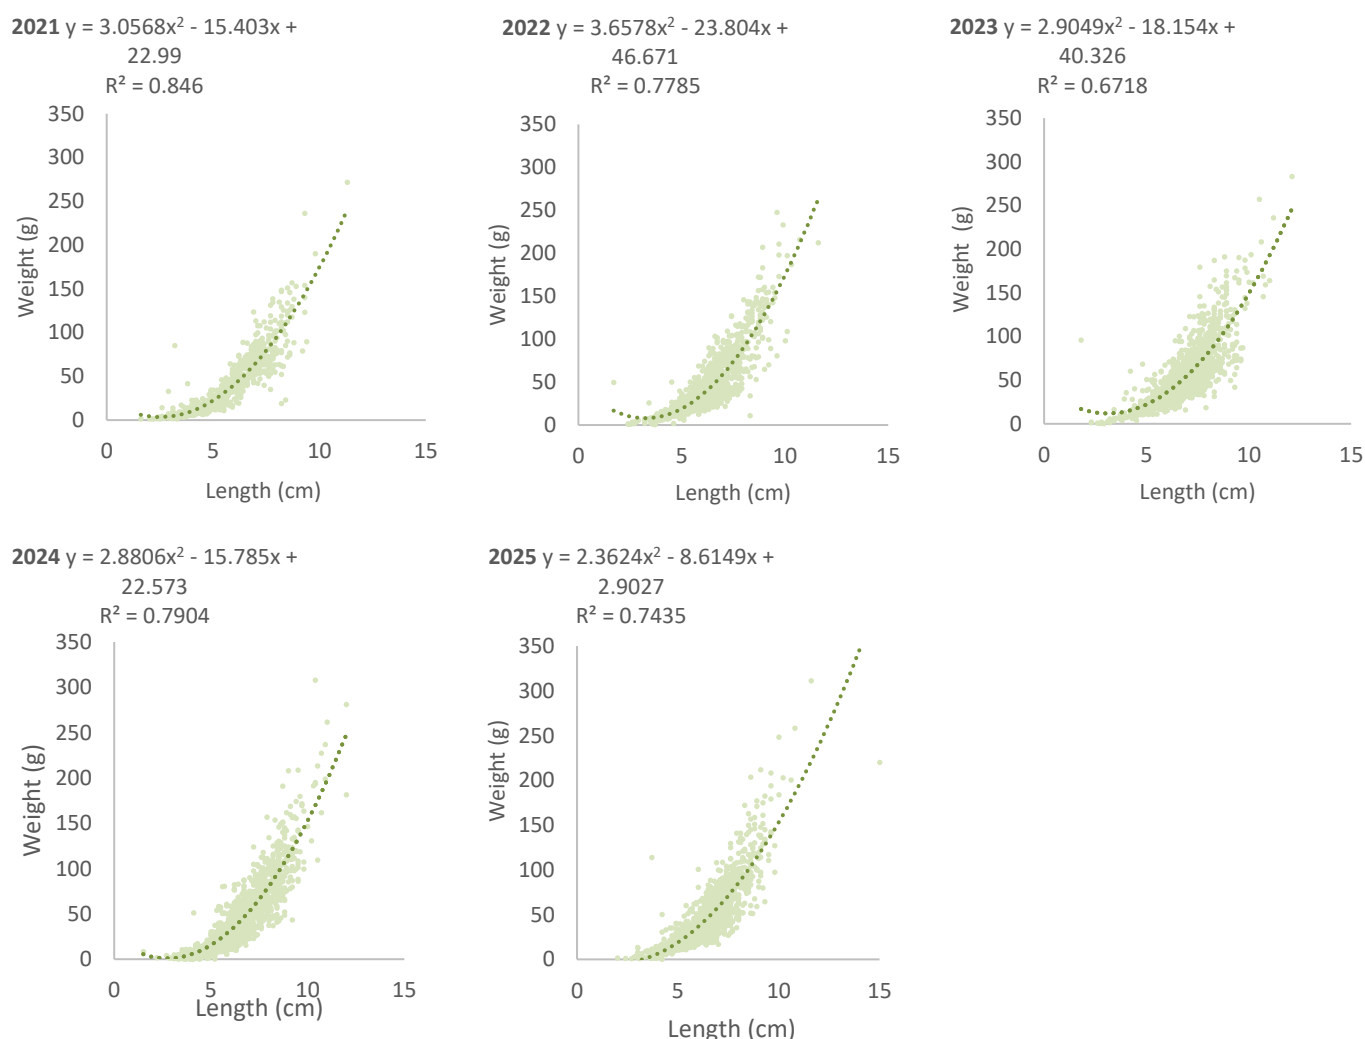 2021 y = 3.0568x² - 15.403x +
22.99
R² = 0.846
350
300
250
200
150
100
50
0
0 5 10 15
Weight (g)
Length (cm)
2022 y = 3.6578x² - 23.804x +
46.671
R² = 0.7785
350
300
250
200
150
100
50
0
0 5 10 15
Weight (g)
Length (cm)
2023 y = 2.9049x² - 18.154x +
40.326
R² = 0.6718
350
300
250
200
150
100
50
0
0 5 10 15
Weight (g)
Length (cm)
2024 y = 2.8806x² - 15.785x +
22.573
R² = 0.7904
350
300
250
200
150
100
50
0
0 5 10 15
Weight (g)
Length (cm)
2025 y = 2.3624x² - 8.6149x +
2.9027
R² = 0.7435
350
300
250
200
150
100
50
0
0 5 10 15
Weight (g)
Length (cm)